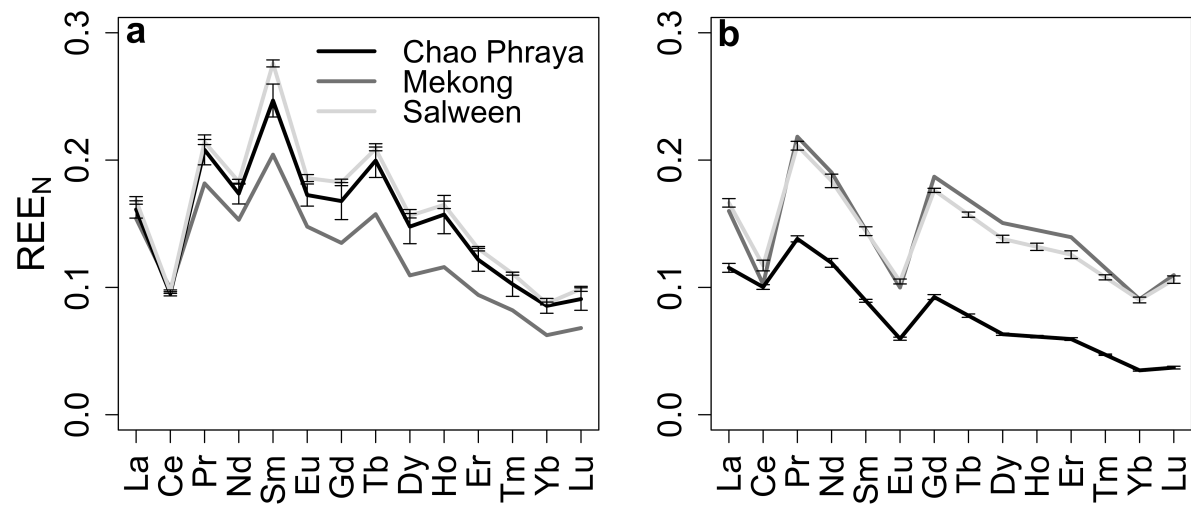 a
Chao Phraya
Mekong
Salween
REE_N
0.3
0.2
0.1
0.0
La Ce Pr Nd Sm Eu Gd Tb Dy Ho Er Tm Yb Lu
b
0.3
0.2
0.1
0.0
La Ce Pr Nd Sm Eu Gd Tb Dy Ho Er Tm Yb Lu